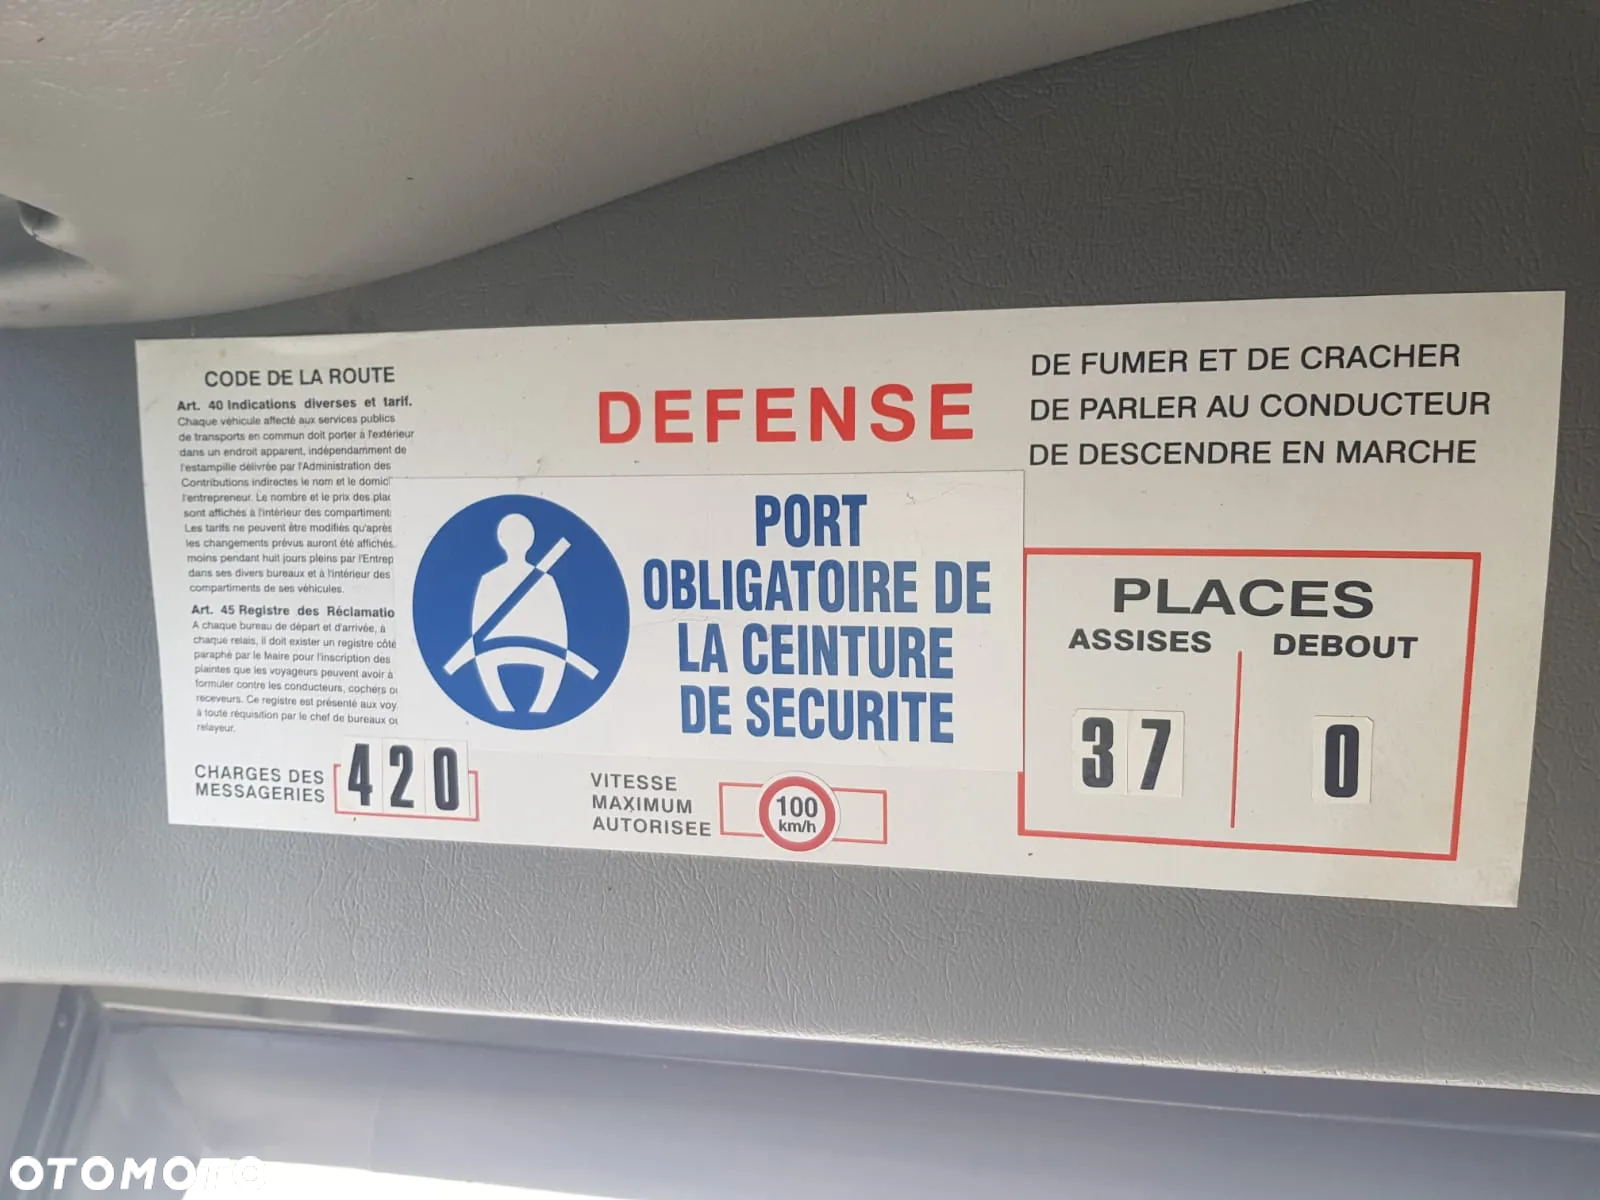 CODE DE LA ROUTE
Art. 40 Indications diverses et tarif.
Chaque véhicule affecté aux services publics
de transports en commun doit porter à l'extérieur
dans un endroit apparent, indépendamment de
l'estampille délivrée par l'Administration des
Contributions indirectes le nom et le domic
l'entrepreneur. Le nombre et le prix des plac
sont affichés à l'intérieur des compartiment
Les tarifs ne peuvent être modifiés qu'après
les changements prévus auront été affichés
moins pendant huit jours pleins par l'Entrep
dans ses divers bureaux et à l'intérieur des
compartiments de ses véhicules.
Art. 45 Registre des Réclamatio
A chaque bureau de départ et d'arrivée, à
chaque relais, il doit exister un registre côté
paraphé par le Maire pour l'inscription des
plaintes que les voyageurs peuvent avoir à
formuler contre les conducteurs, cochers ou
receveurs. Ce registre est présenté aux voy
à toute réquisition par le chef de bureaux ou
relayeur.
CHARGES DES
MESSAGERIES
420
DEFENSE
DE FUMER ET DE CRACHER
DE PARLER AU CONDUCTEUR
DE DESCENDRE EN MARCHE
PORT
OBLIGATOIRE DE
LA CEINTURE
DE SECURITE
VITESSE
MAXIMUM
AUTORISEE
100
km/h
PLACES
ASSISES DEBOUT
37 0
OTOMOTO